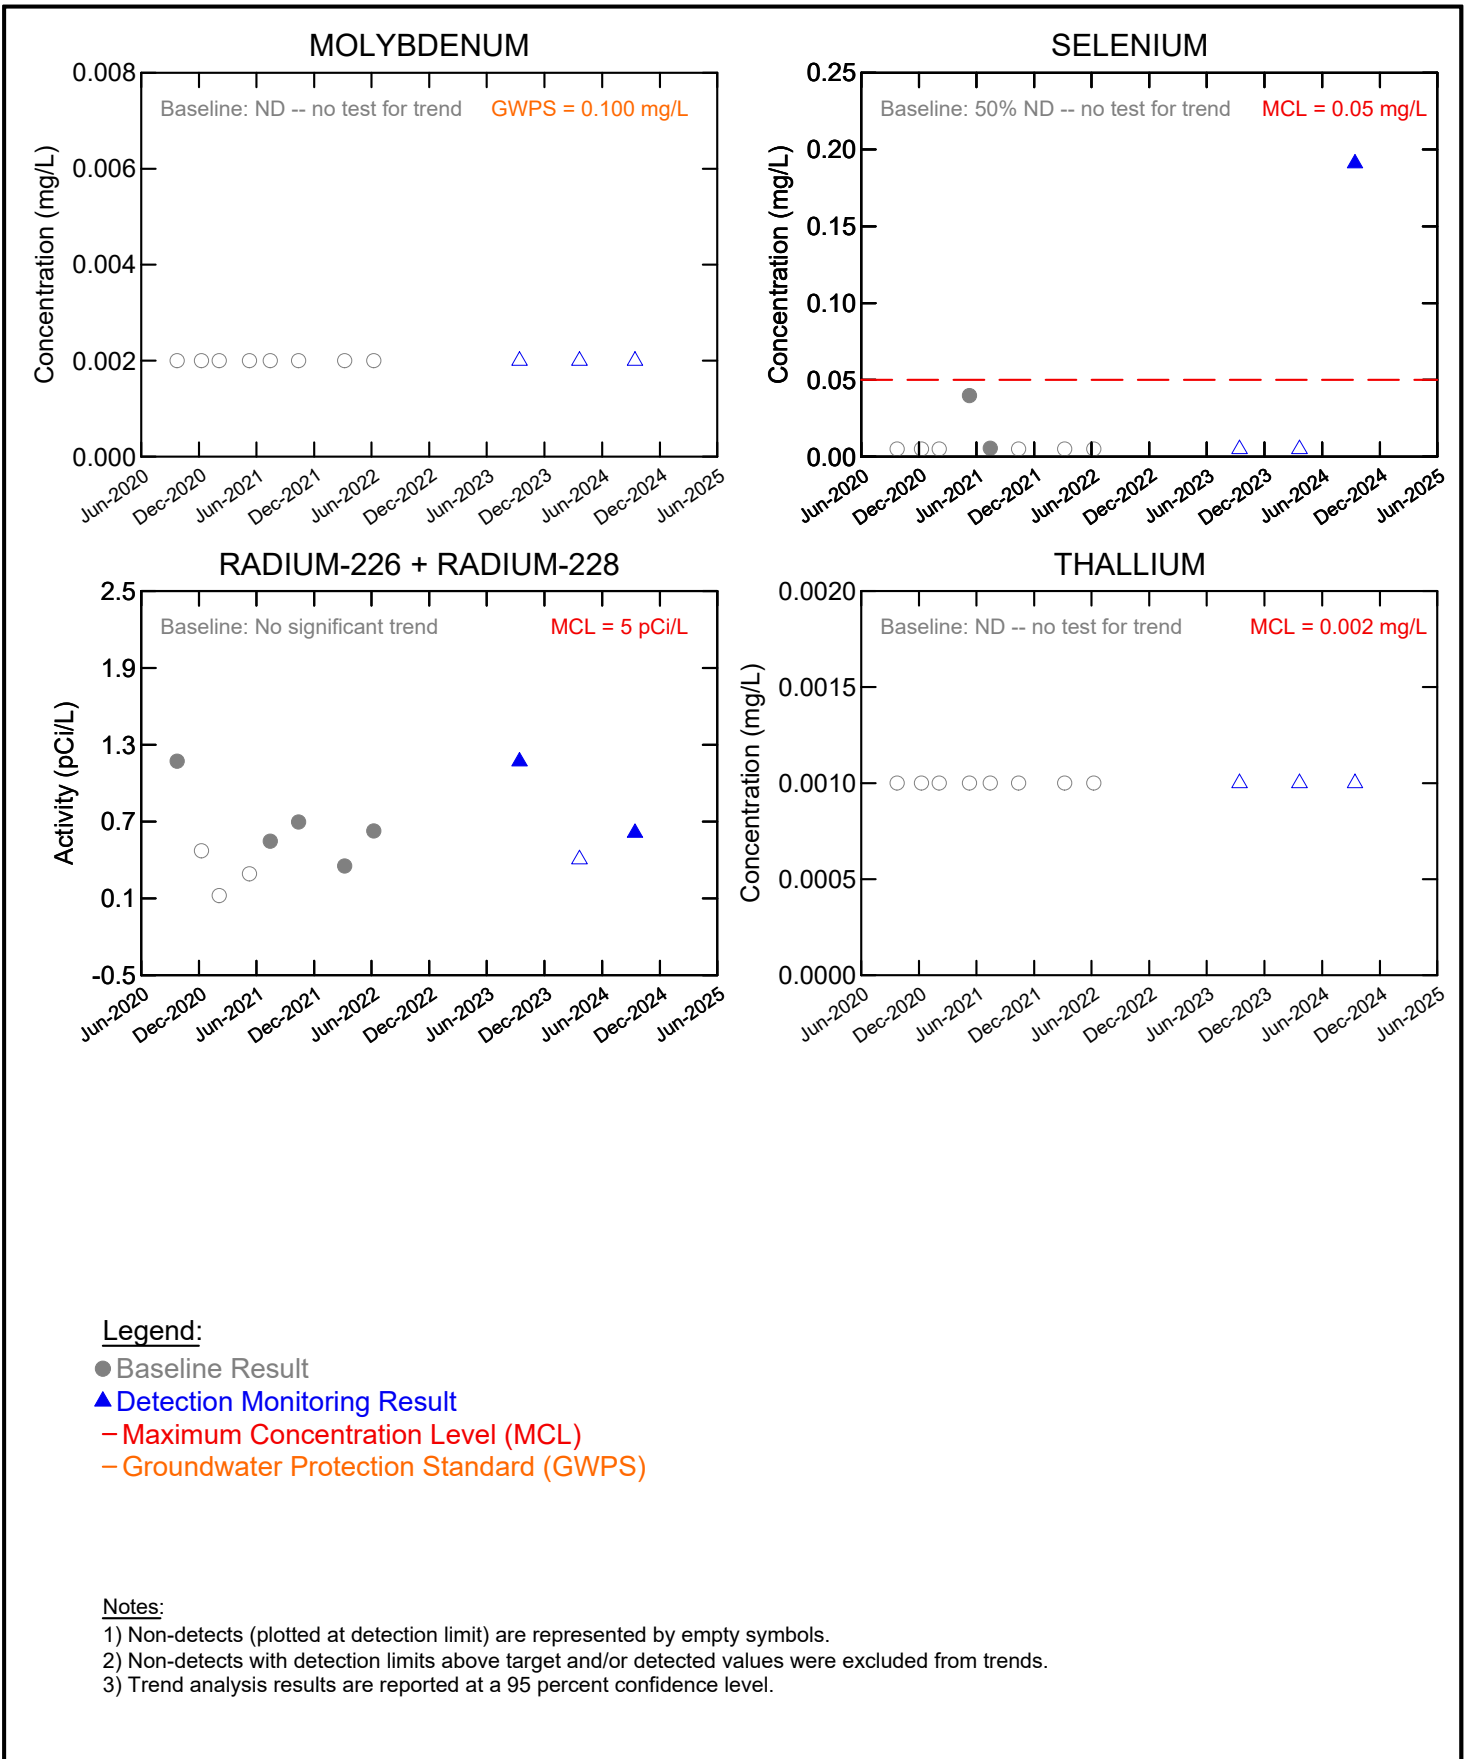 MOLYBDENUM
Baseline: ND -- no test for trend GWPS = 0.100 mg/L
Concentration (mg/L)
0.008
0.006
0.004
0.002
0.000
Jun-2020 Dec-2020 Jun-2021 Dec-2021 Jun-2022 Dec-2022 Jun-2023 Dec-2023 Jun-2024 Dec-2024 Jun-2025
SELENIUM
Baseline: 50% ND -- no test for trend MCL = 0.05 mg/L
Concentration (mg/L)
0.25
0.20
0.15
0.10
0.05
0.00
Jun-2020 Dec-2020 Jun-2021 Dec-2021 Jun-2022 Dec-2022 Jun-2023 Dec-2023 Jun-2024 Dec-2024 Jun-2025
RADIUM-226 + RADIUM-228
Baseline: No significant trend MCL = 5 pCi/L
Activity (pCi/L)
2.5
1.9
1.3
0.7
0.1
-0.5
Jun-2020 Dec-2020 Jun-2021 Dec-2021 Jun-2022 Dec-2022 Jun-2023 Dec-2023 Jun-2024 Dec-2024 Jun-2025
THALLIUM
Baseline: ND -- no test for trend MCL = 0.002 mg/L
Concentration (mg/L)
0.0020
0.0015
0.0010
0.0005
0.0000
Jun-2020 Dec-2020 Jun-2021 Dec-2021 Jun-2022 Dec-2022 Jun-2023 Dec-2023 Jun-2024 Dec-2024 Jun-2025
Legend:
Baseline Result
Detection Monitoring Result
Maximum Concentration Level (MCL)
Groundwater Protection Standard (GWPS)
Notes:
1) Non-detects (plotted at detection limit) are represented by empty symbols.
2) Non-detects with detection limits above target and/or detected values were excluded from trends.
3) Trend analysis results are reported at a 95 percent confidence level.